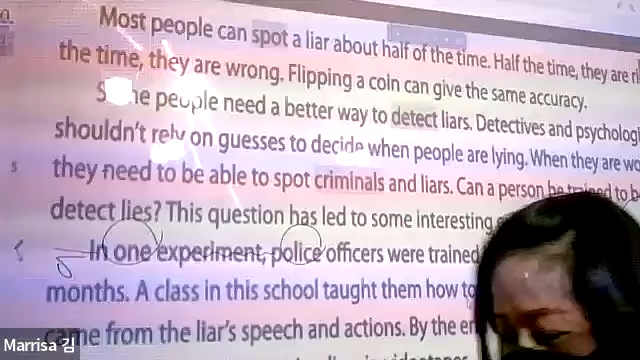 Most people can spot a liar about half of the time. Half the time, they are
the time, they are wrong. Flipping a coin can give the same accuracy.
people need a better way to detect liars. Detectives and
shouldn't rely on guesses to decide when people are lying. When they are
5 they need to be able to spot criminals and liars. Can a person be trained to
detect lies? This question has led to some interesting
In one experiment, police officers were trained
months. A class in this school taught them how to
came from the liar's speech and actions. By the
Marrisa 김